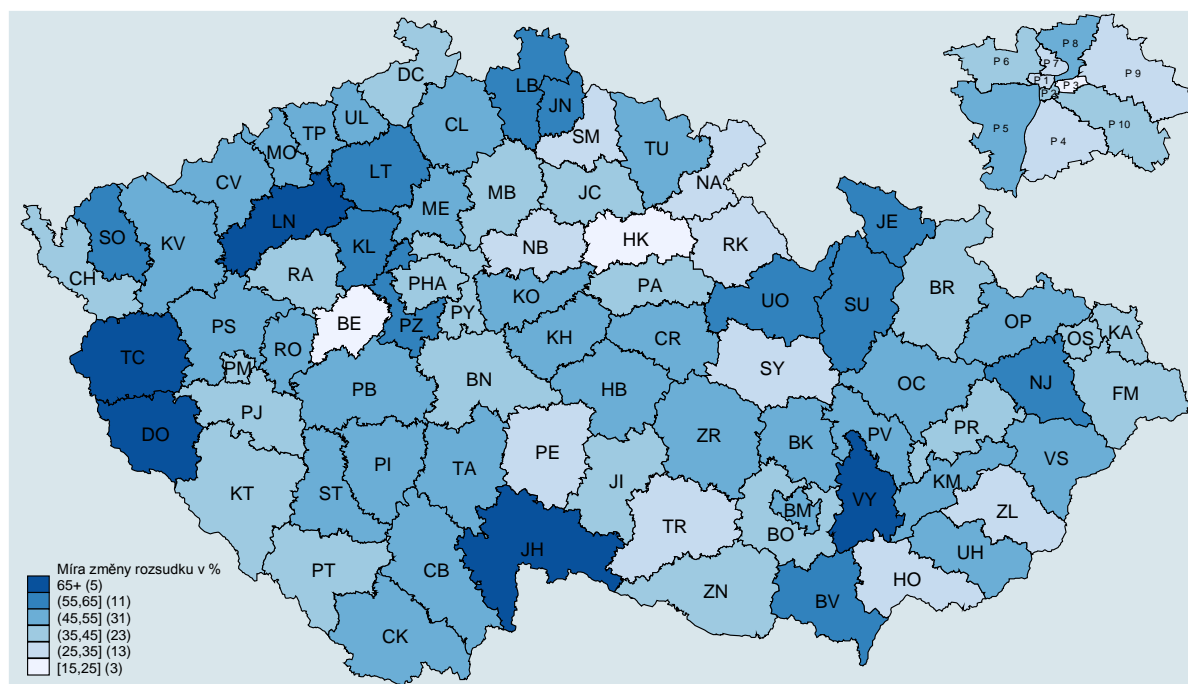 DC
LB
JN
P 8
P 6
P 7
P 9
P 1
P 3
P 2
P 5
P 4
P 10
UL
TP
MO
CL
SM
TU
CV
LT
NA
MB
JC
LN
ME
SO
KV
KL
NB
HK
RK
JE
CH
RA
PHA
KO
PA
UO
SU
BR
PS
BE
PZ
PY
OP
KA
OS
TC
RO
KH
CR
PM
SY
NJ
FM
PB
BN
HB
OC
PJ
DO
PR
ZR
BK
PV
VS
PE
PI
TA
KT
ST
JI
KM
VY
BM
ZL
TR
BO
JH
UH
PT
CB
HO
ZN
BV
CK
Míra změny rozsudku v %
65+ (5)
(55,65] (11)
(45,55] (31)
(35,45] (23)
(25,35] (13)
[15,25] (3)